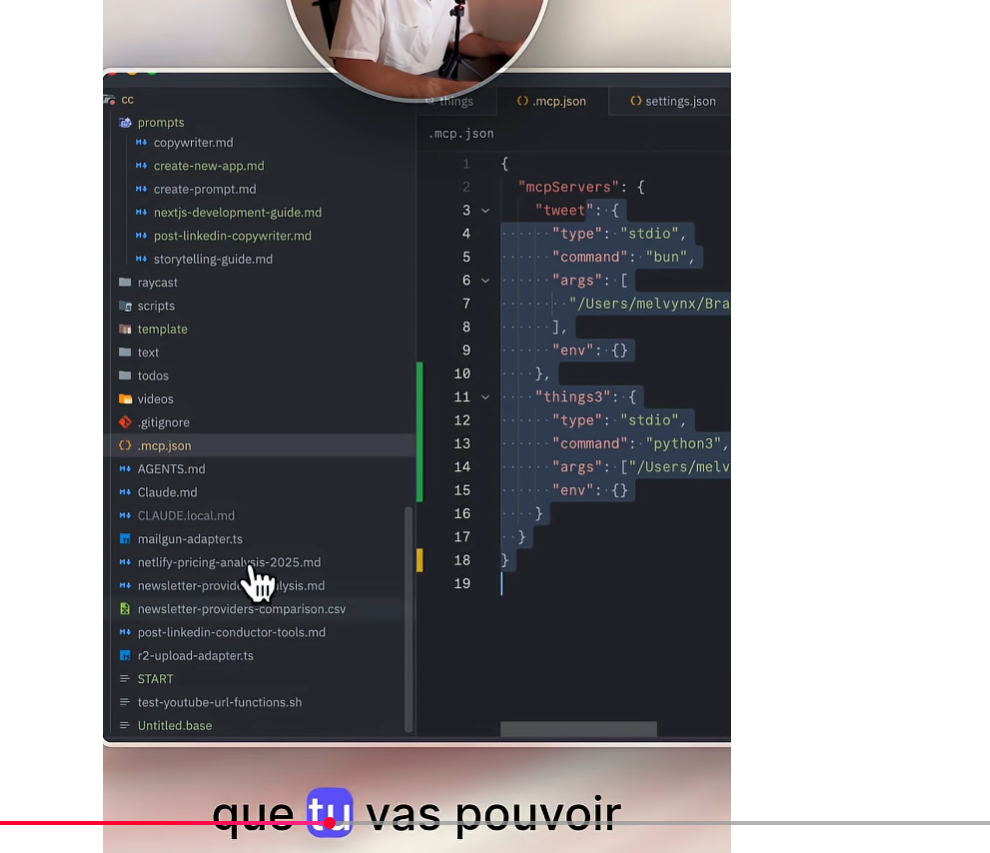 cc
prompts
copywriter.md
create-new-app.md
create-prompt.md
nextjs-development-guide.md
post-linkedin-copywriter.md
storytelling-guide.md
raycast
scripts
template
text
todos
videos
.gitignore
.mcp.json
AGENTS.md
Claude.md
CLAUDE.local.md
mailgun-adapter.ts
netlify-pricing-analysis-2025.md
newsletter-provid lysis.md
newsletter-providers-comparison.csv
post-linkedin-conductor-tools.md
r2-upload-adapter.ts
START
test-youtube-url-functions.sh
Untitled.base
things {} .mcp.json {} settings.json
.mcp.json
1 {
2 "mcpServers": {
3 "tweet": {
4 "type": "stdio",
5 "command": "bun",
6 "args": [
7 "/Users/melvynx/Bra
8 ],
9 "env": {}
10 },
11 "things3": {
12 "type": "stdio",
13 "command": "python3",
14 "args": ["/Users/melv
15 "env": {}
16 }
17 }
18 }
19
que tu vas pouvoir